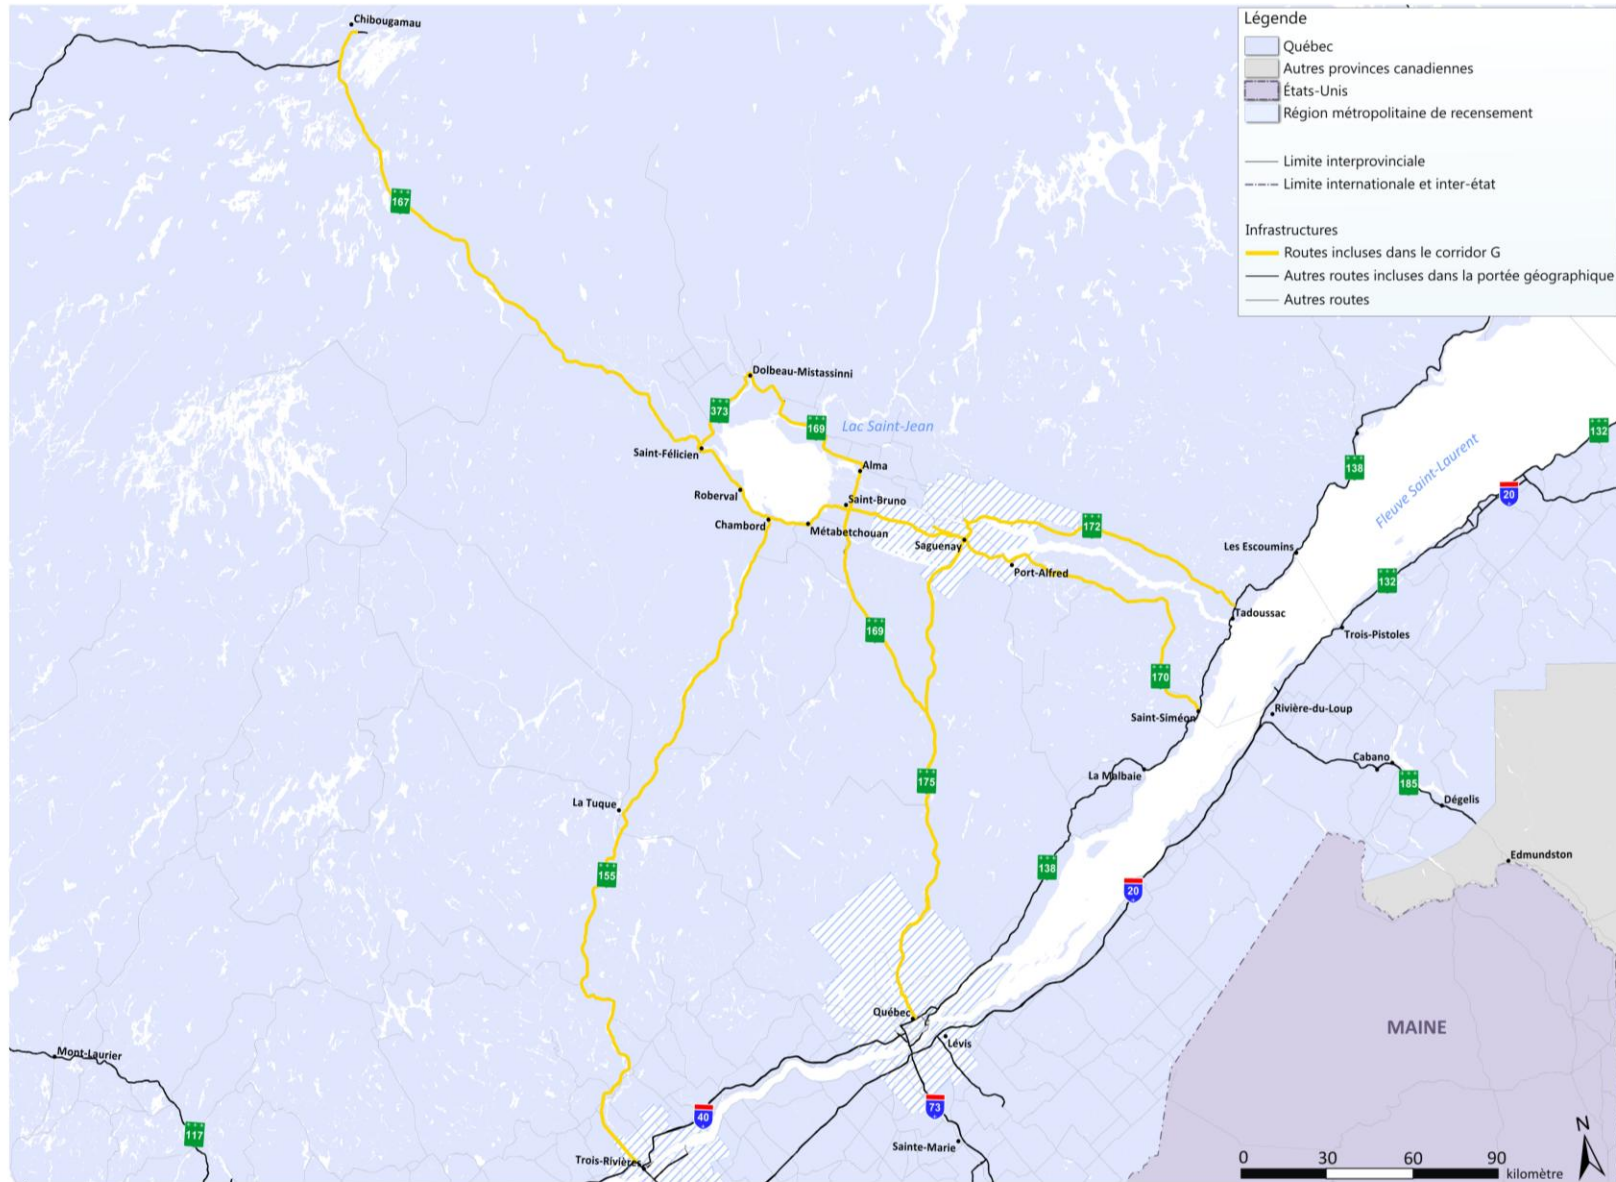 Chibougamau
Légende
Québec
Autres provinces canadiennes
États-Unis
Région métropolitaine de recensement
Limite interprovinciale
Limite internationale et inter-état
Infrastructures
Routes incluses dans le corridor G
Autres routes incluses dans la portée géographique
Autres routes
167
Dolbeau-Mistassinni
373
169
Lac Saint-Jean
132
Saint-Félicien
Alma
138
Fleuve Saint-Laurent
20
Roberval
Saint-Bruno
Chambord
Métabetchouan
172
Saguenay
Les Escoumins
Port-Alfred
132
Tadoussac
169
Trois-Pistoles
170
Saint-Siméon
Rivière-du-Loup
La Malbaie
Cabano
175
185
La Tuque
Dégelis
155
138
20
Edmundston
Québec
MAINE
Lévis
Mont-Laurier
40
73
117
Sainte-Marie
Trois-Rivières
N
0 30 60 90
kilomètre